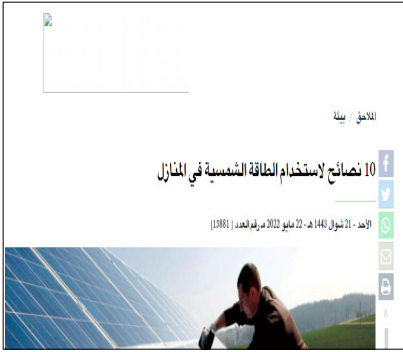 الملاحق / بيئة
10 نصائح لاستخدام الطاقة الشمسية في المنازل
الأحد - 21 شوال 1443 هـ - 22 مايو 2022 مـ رقم العدد [ 15881]
A